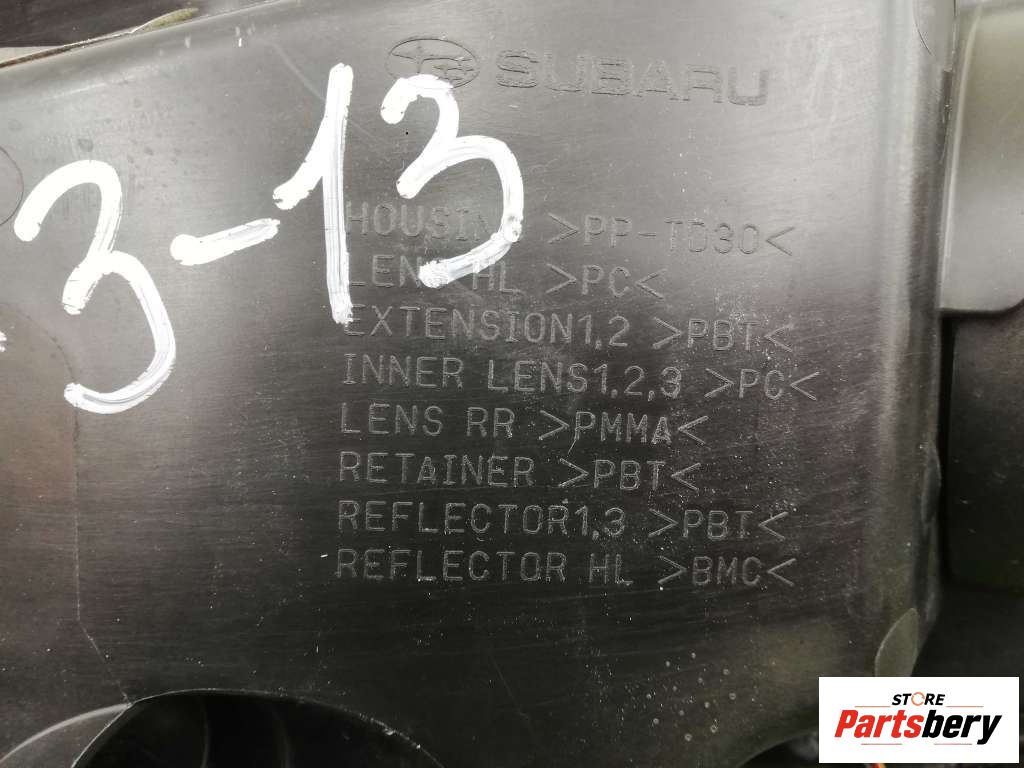 SUBARU
3-13
HOUSING >PP-TD30<
LENS HL >PC<
EXTENSION1,2 >PBT<
INNER LENS1,2,3 >PC<
LENS RR >PMMA<
RETAINER >PBT<
REFLECTOR1,3 >PBT<
REFLECTOR HL >BMC<
STORE
Partsbery